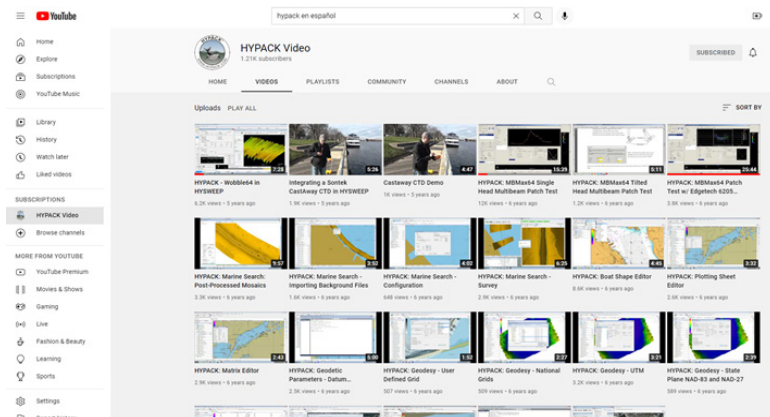 YouTube
hypack en español
Home
Explore
Subscriptions
YouTube Music
Library
History
Watch later
Liked videos
SUBSCRIPTIONS
HYPACK Video
Browse channels
MORE FROM YOUTUBE
YouTube Premium
Movies & Shows
Gaming
Live
Fashion & Beauty
Learning
Sports
Settings
HYPACK Video
1.21K subscribers
SUBSCRIBED
HOME VIDEOS PLAYLISTS COMMUNITY CHANNELS ABOUT
Uploads PLAY ALL
SORT BY
7:28
HYPACK - Wobble64 in
HYSWEEP
6.2K views • 5 years ago
5:26
Integrating a Sontek
CastAway CTD in HYSWEEP
1.9K views • 5 years ago
4:47
Castaway CTD Demo
1K views • 5 years ago
15:29
HYPACK: MBMax64 Single
Head Multibeam Patch Test
12K views • 6 years ago
5:11
HYPACK: MBMax64 Tilted
Head Multibeam Patch Test
1.2K views • 6 years ago
25:44
HYPACK: MBMax64 Patch
Test w/ Edgetech 6205...
3.8K views • 6 years ago
9:57
HYPACK: Marine Search:
Post-Processed Mosaics
3.3K views • 6 years ago
3:52
HYPACK: Marine Search -
Importing Background Files
1.6K views • 6 years ago
4:02
HYPACK: Marine Search -
Configuration
648 views • 6 years ago
6:25
HYPACK: Marine Search -
Survey
2.9K views • 6 years ago
4:45
HYPACK: Boat Shape Editor
8.6K views • 6 years ago
3:32
HYPACK: Plotting Sheet
Editor
2.6K views • 6 years ago
2:43
HYPACK: Matrix Editor
2.9K views • 6 years ago
5:00
HYPACK: Geodetic
Parameters - Datum...
2.5K views • 6 years ago
1:52
HYPACK: Geodesy - User
Defined Grid
507 views • 6 years ago
2:27
HYPACK: Geodesy - National
Grids
509 views • 6 years ago
3:21
HYPACK: Geodesy - UTM
3.2K views • 6 years ago
2:39
HYPACK: Geodesy - State
Plane NAD-83 and NAD-27
589 views • 6 years ago